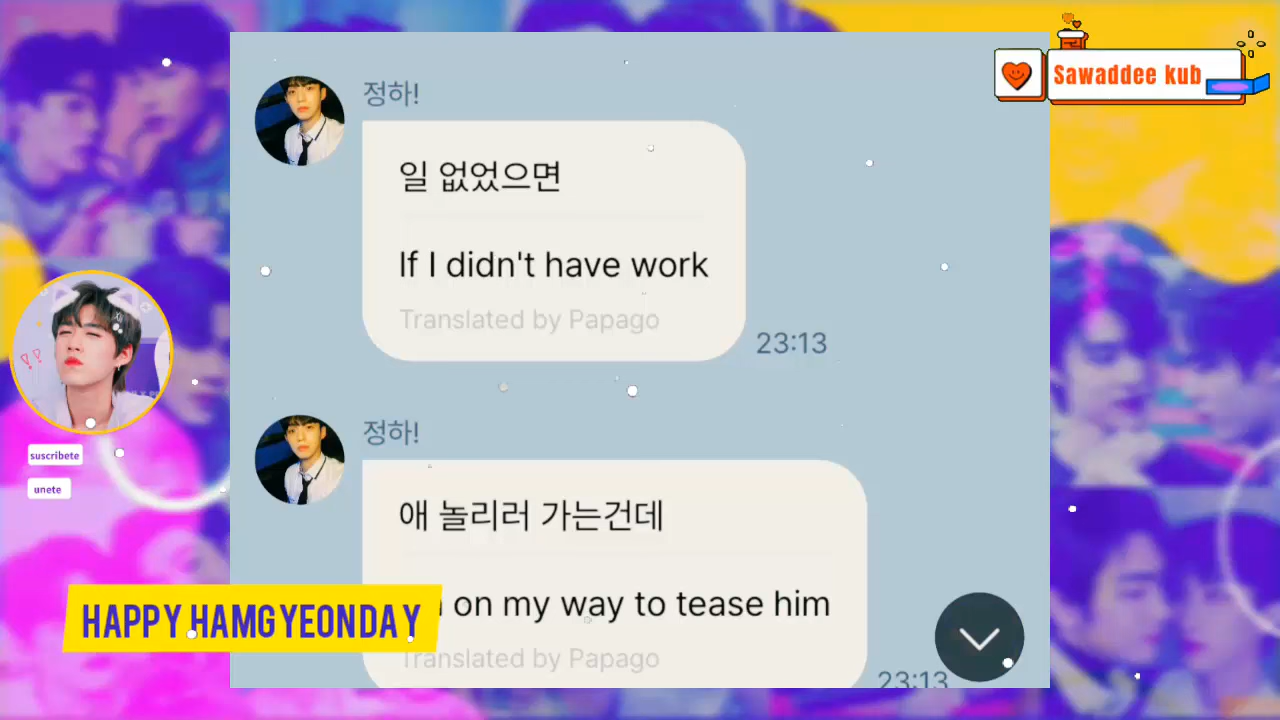 Sawaddee kub
정하!
일 없었으면
If I didn't have work
Translated by Papago
23:13
정하!
애 놀리러 가는건데
on my way to tease him
Translated by Papago
23:13
suscribete
unete
HAPPY HAMGYEONDAY